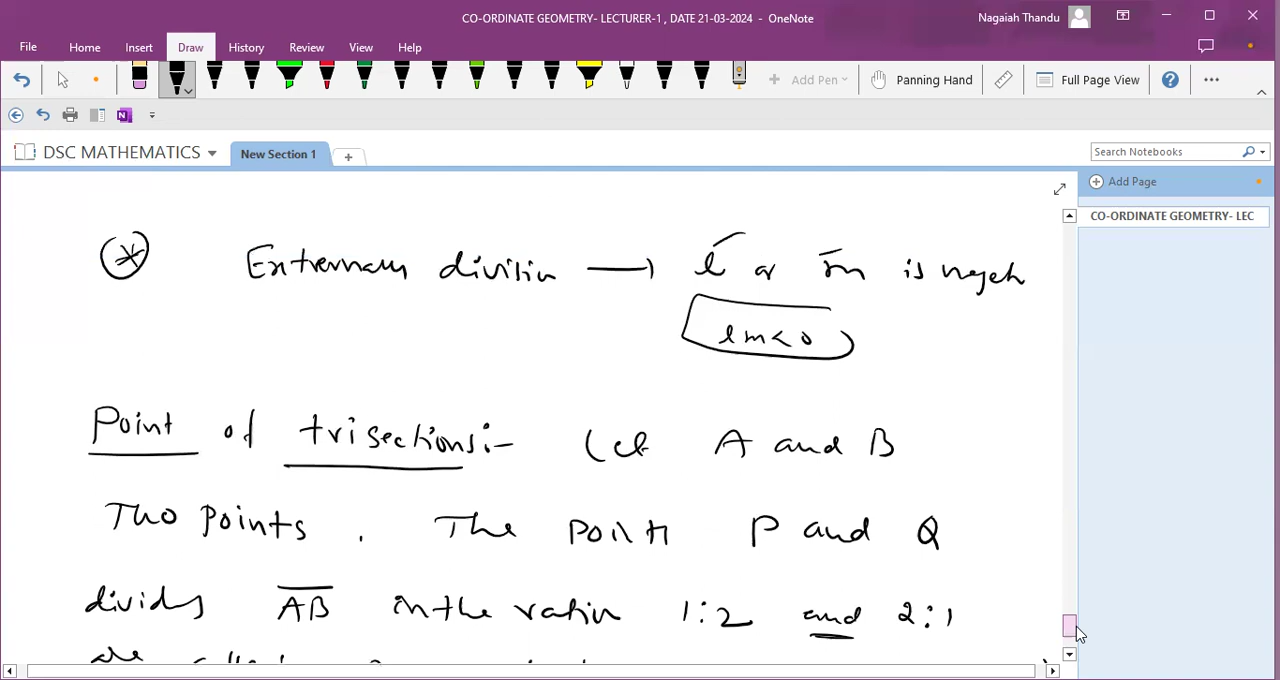 CO-ORDINATE GEOMETRY- LECTURER-1 , DATE 21-03-2024 - OneNote
Nagaiah Thandu
File Home Insert Draw History Review View Help
Add Pen Panning Hand Full Page View
DSC MATHEMATICS New Section 1
Search Notebooks
Add Page
CO-ORDINATE GEOMETRY- LEC
division → l or m is
lm<0
Point of trisections:- Let A and B
Two points . The points P and Q
divides AB in the ratio 1:2 and 2:1
are